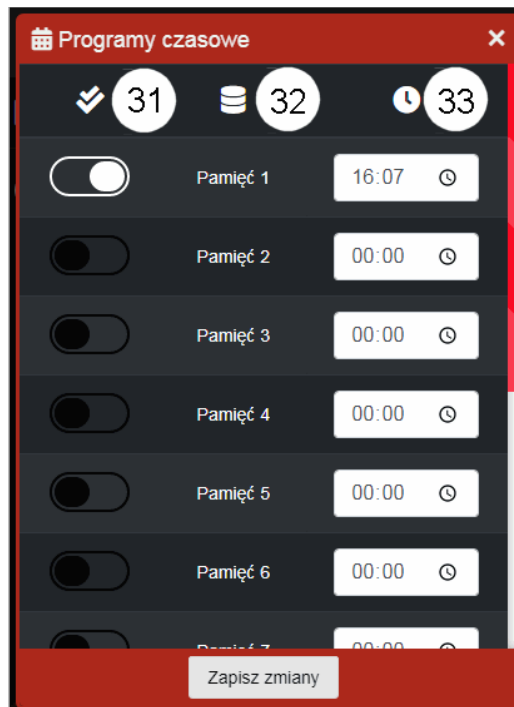 Programy czasowe ×
31 32 33
Pamięć 1 16:07
Pamięć 2 00:00
Pamięć 3 00:00
Pamięć 4 00:00
Pamięć 5 00:00
Pamięć 6 00:00
Zapisz zmiany